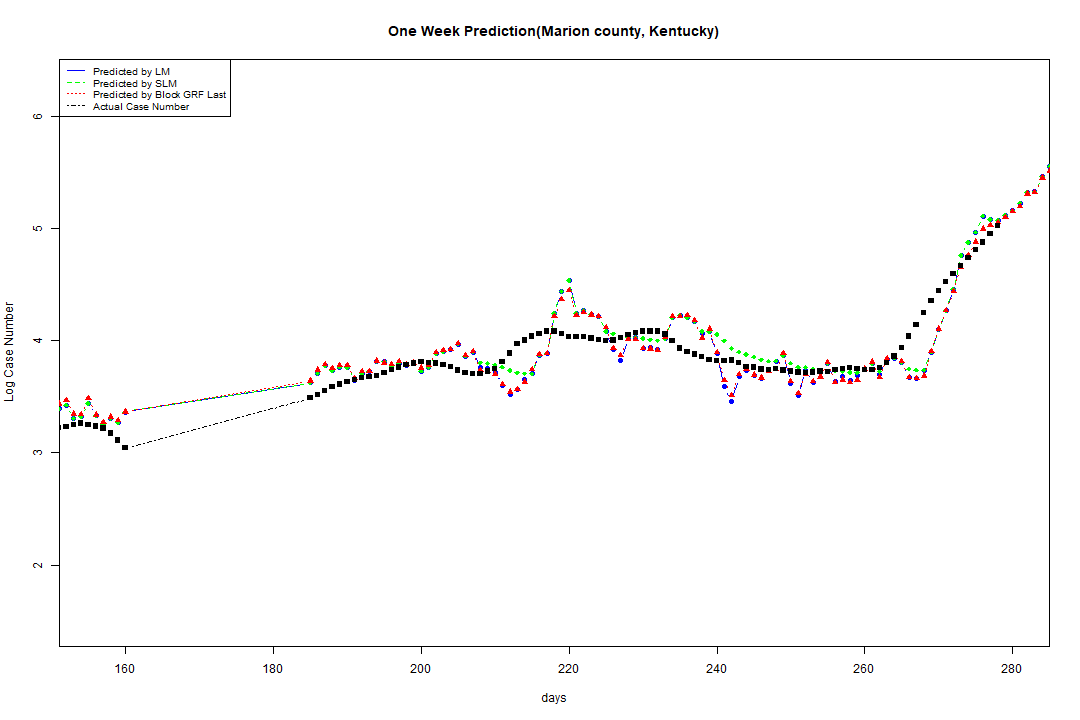 One Week Prediction(Marion county, Kentucky)
Predicted by LM
Predicted by SLM
Predicted by Block GRF Last
Actual Case Number
6
5
4
3
2
Log Case Number
160 180 200 220 240 260 280
days